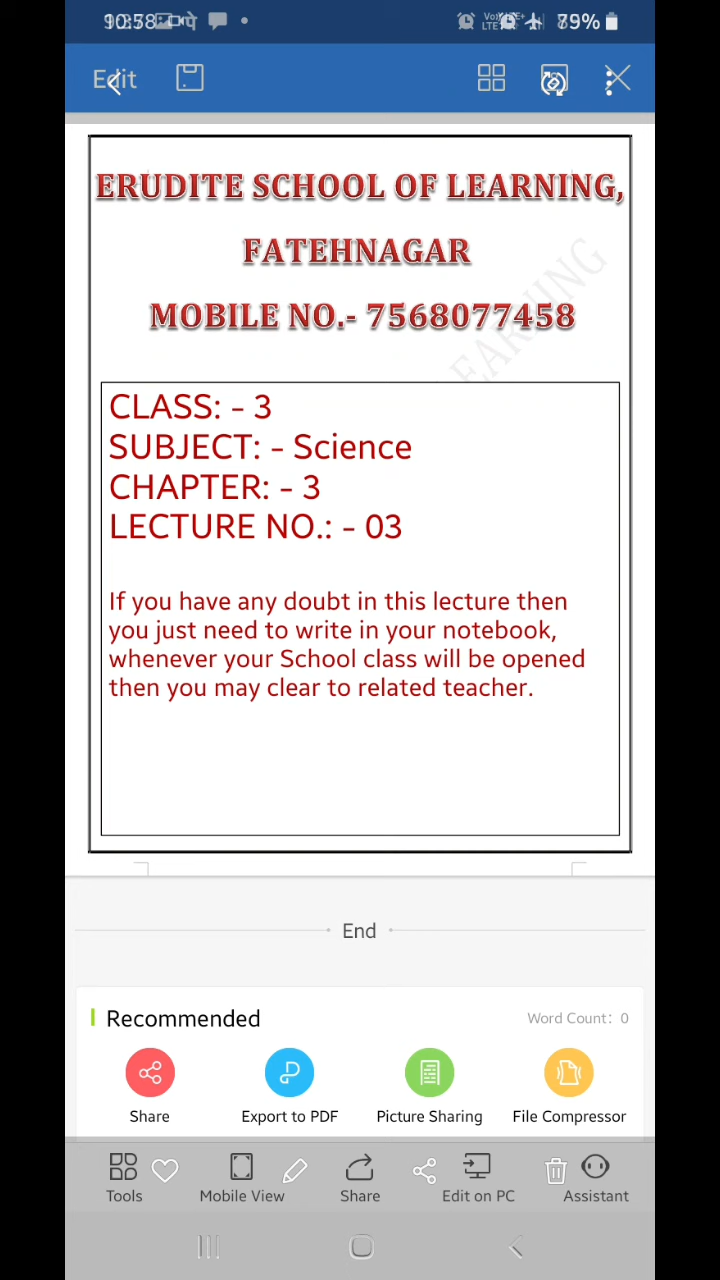 79%
Edit
ERUDITE SCHOOL OF LEARNING,
FATEHNAGAR
MOBILE NO.- 7568077458
EARNING
CLASS: - 3
SUBJECT: - Science
CHAPTER: - 3
LECTURE NO.: - 03
If you have any doubt in this lecture then
you just need to write in your notebook,
whenever your School class will be opened
then you may clear to related teacher.
End
Recommended
Word Count: 0
Share
Export to PDF
Picture Sharing
File Compressor
Tools
Mobile View
Share
Edit on PC
Assistant